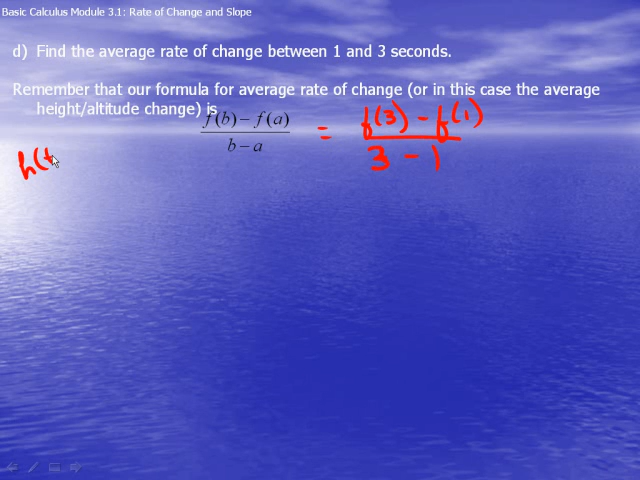 Basic Calculus Module 3.1: Rate of Change and Slope
d) Find the average rate of change between 1 and 3 seconds.
Remember that our formula for average rate of change (or in this case the average
height/altitude change) is
f(b) − f(a) / b − a = f(3) - f(1) / 3 - 1
h(t